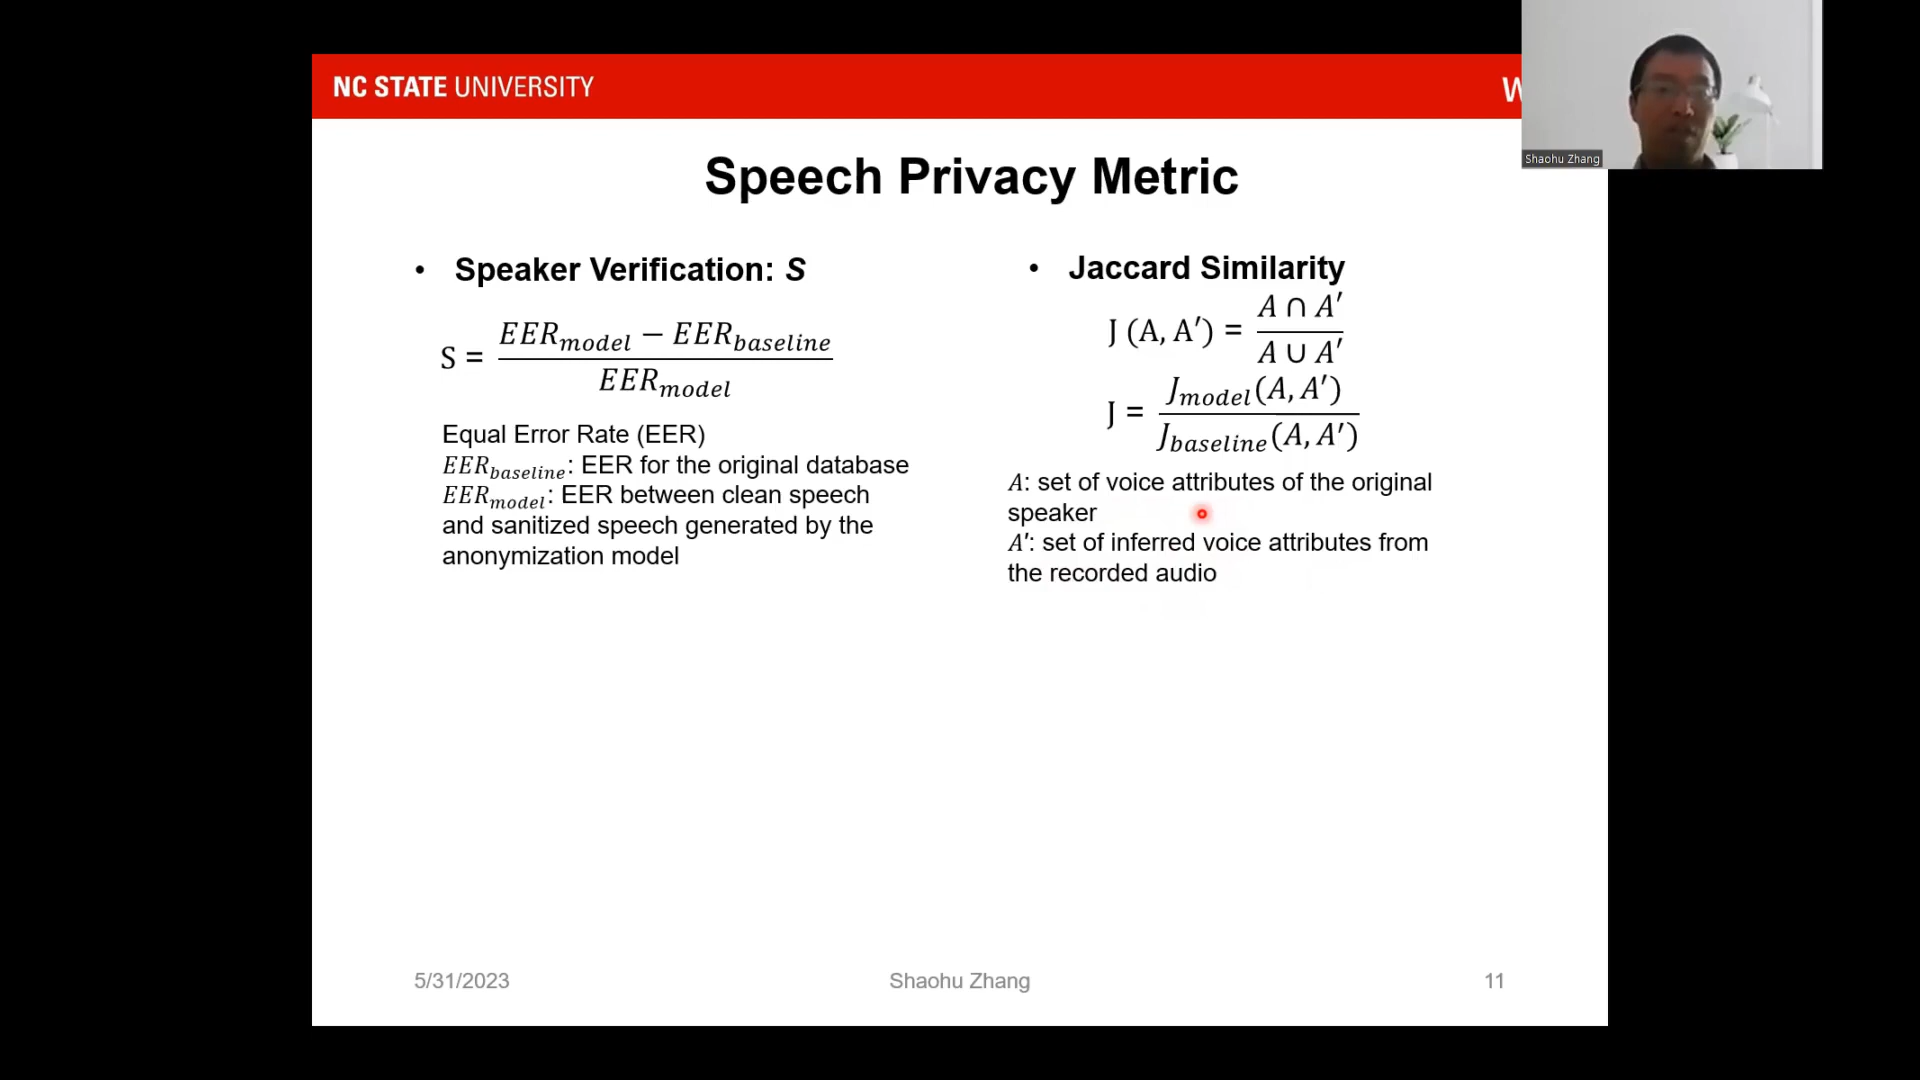 NC STATE UNIVERSITY
W
Shaohu Zhang
Speech Privacy Metric
• Speaker Verification: S
S = (EER_model − EER_baseline) / EER_model
Equal Error Rate (EER)
EER_baseline: EER for the original database
EER_model: EER between clean speech
and sanitized speech generated by the
anonymization model
• Jaccard Similarity
J (A, A′) = (A ∩ A′) / (A ∪ A′)
J = J_model(A, A′) / J_baseline(A, A′)
A: set of voice attributes of the original
speaker
A′: set of inferred voice attributes from
the recorded audio
5/31/2023
Shaohu Zhang
11